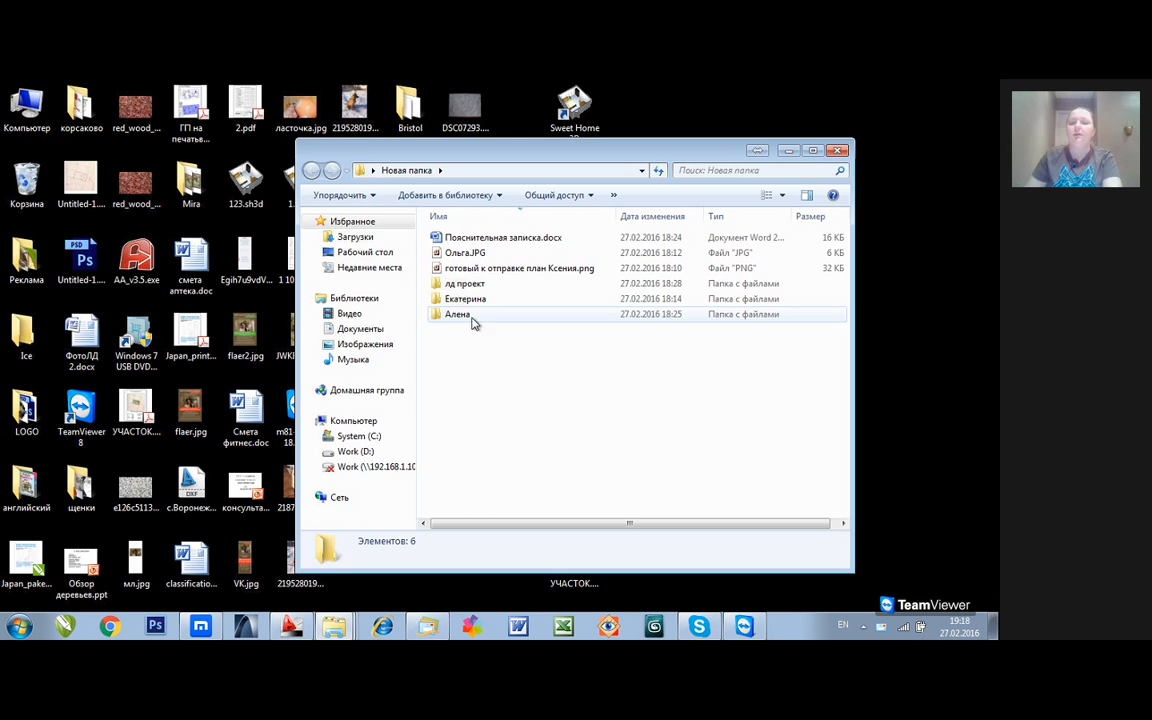 Компьютер
корсаково
red_wood_...
ГП на печатьв...
2.pdf
ласточка.jpg
219528019...
Bristol
DSC07293....
Sweet Home
Корзина
Untitled-1....
red_wood_...
Mira
123.sh3d
1.
Реклама
Untitled-1....
AA_v3.5.exe
смета аптека.doc
Egih7u9vdV...
1 10
Ice
ФотоЛД 2.docx
Windows 7 USB DVD...
Japan_print...
flaer2.jpg
JWK
LOGO
TeamViewer 8
УЧАСТОК....
flaer.jpg
Смета фитнес.doc
m81-
18.
английский
щенки
e126c5113...
с.Воронеж...
консульта...
2187
Japan_pake...
Обзор деревьев.ppt
мл.jpg
classificatio...
VK.jpg
219528019...
УЧАСТОК....
Новая папка
Поиск: Новая папка
Упорядочить
Добавить в библиотеку
Общий доступ
»
Избранное
Загрузки
Рабочий стол
Недавние места
Библиотеки
Видео
Документы
Изображения
Музыка
Домашняя группа
Компьютер
System (C:)
Work (D:)
Work (\\192.168.1.10
Сеть
Имя Дата изменения Тип Размер
Пояснительная записка.docx 27.02.2016 18:24 Документ Word 2... 16 КБ
Ольга.JPG 27.02.2016 18:12 Файл "JPG" 6 КБ
готовый к отправке план Ксения.png 27.02.2016 18:10 Файл "PNG" 32 КБ
лд проект 27.02.2016 18:28 Папка с файлами
Екатерина 27.02.2016 18:14 Папка с файлами
Алена 27.02.2016 18:25 Папка с файлами
Элементов: 6
TeamViewer
EN
19:18
27.02.2016